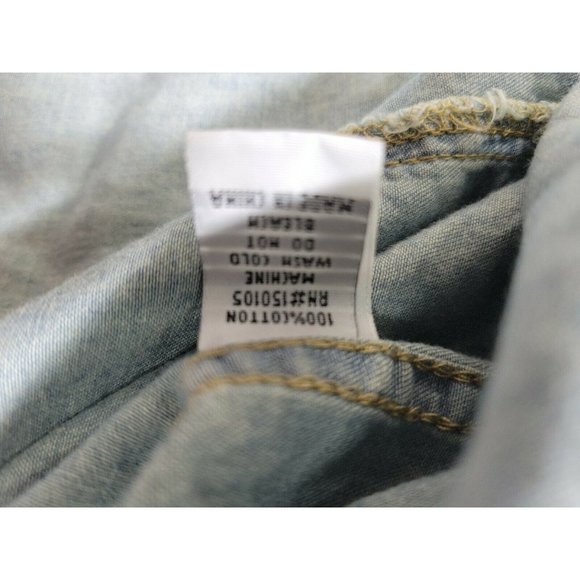 100%COTTON
RN#150105
MACHINE
WASH COLD
DO NOT
BLEACH
MADE IN CHINA